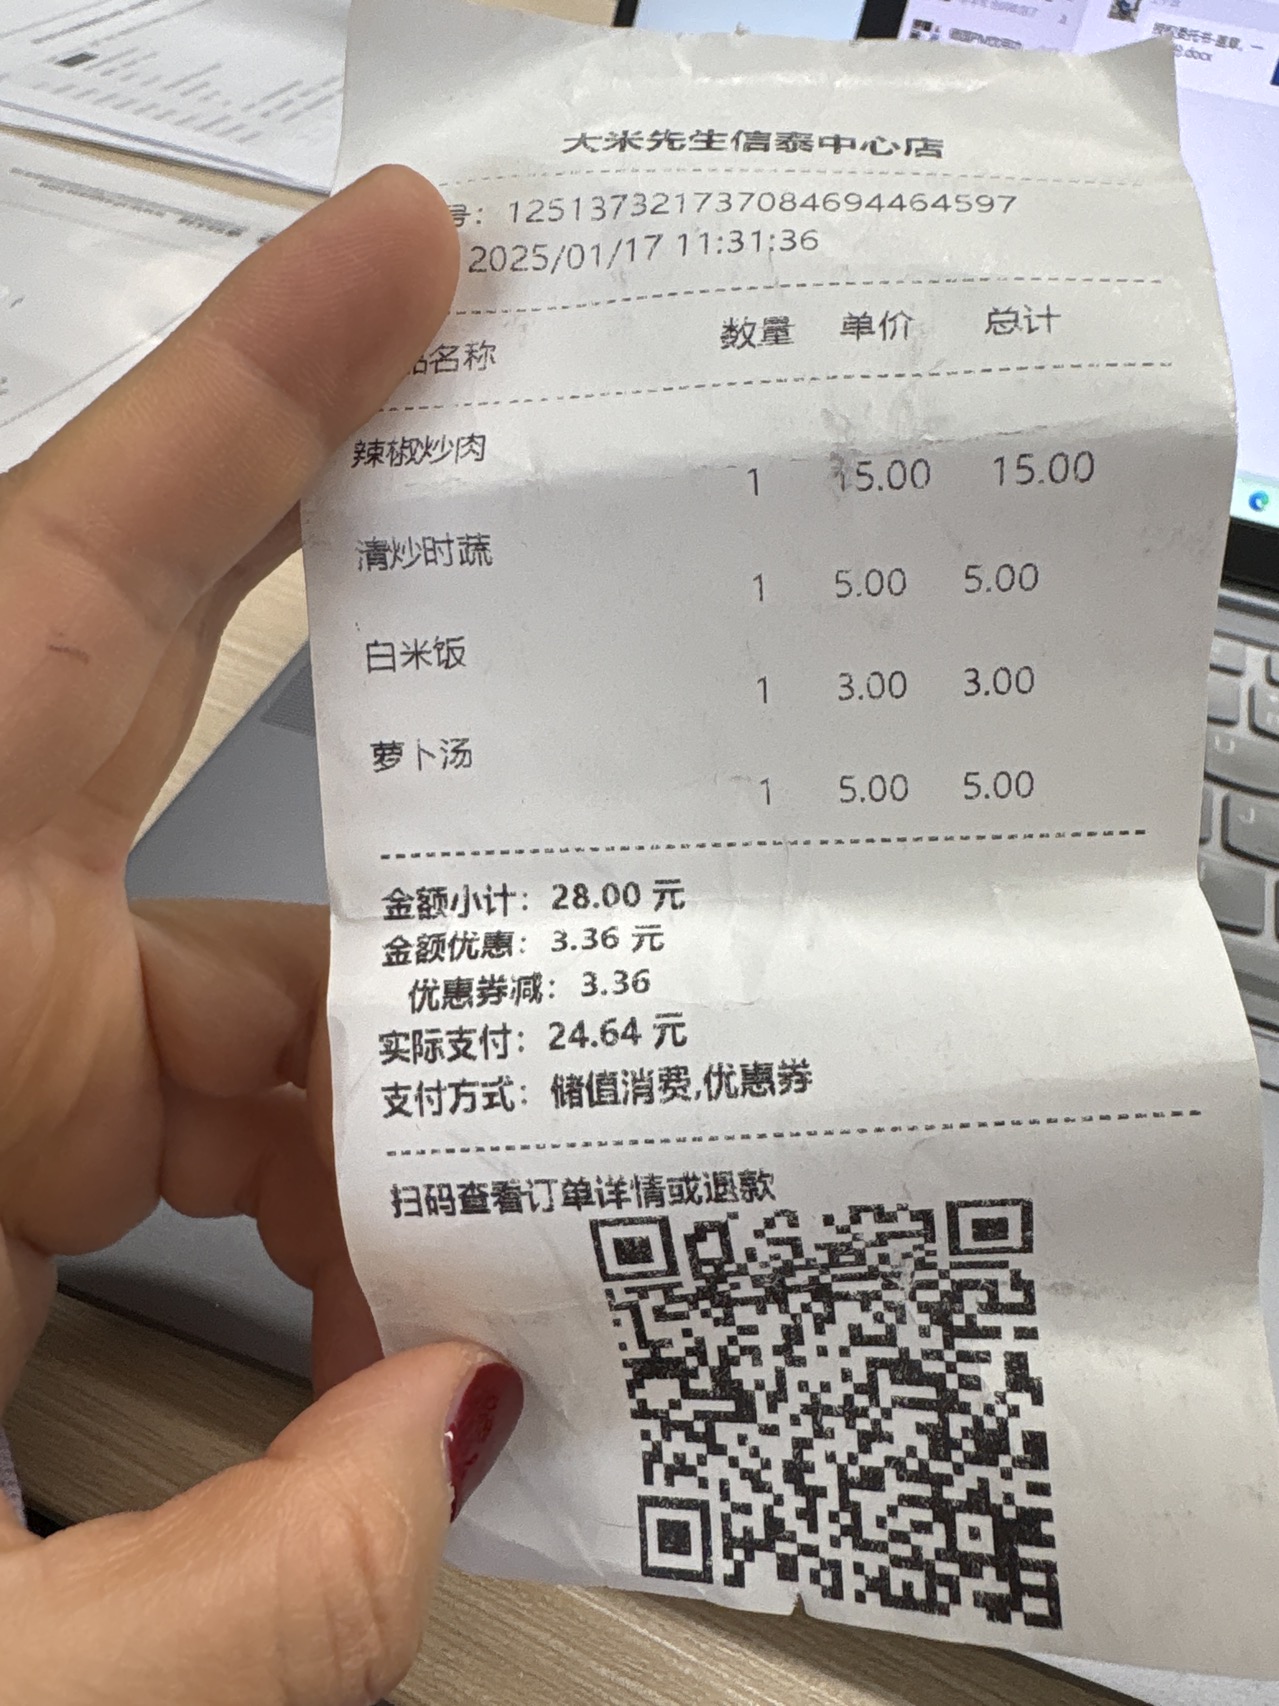 大米先生信泰中心店
号: 1251373217370846944​64597
2025/01/17 11:31:36
品名称 数量 单价 总计
辣椒炒肉 1 15.00 15.00
清炒时蔬 1 5.00 5.00
白米饭 1 3.00 3.00
萝卜汤 1 5.00 5.00
金额小计: 28.00 元
金额优惠: 3.36 元
优惠券减: 3.36
实际支付: 24.64 元
支付方式: 储值消费,优惠券
扫码查看订单详情或退款